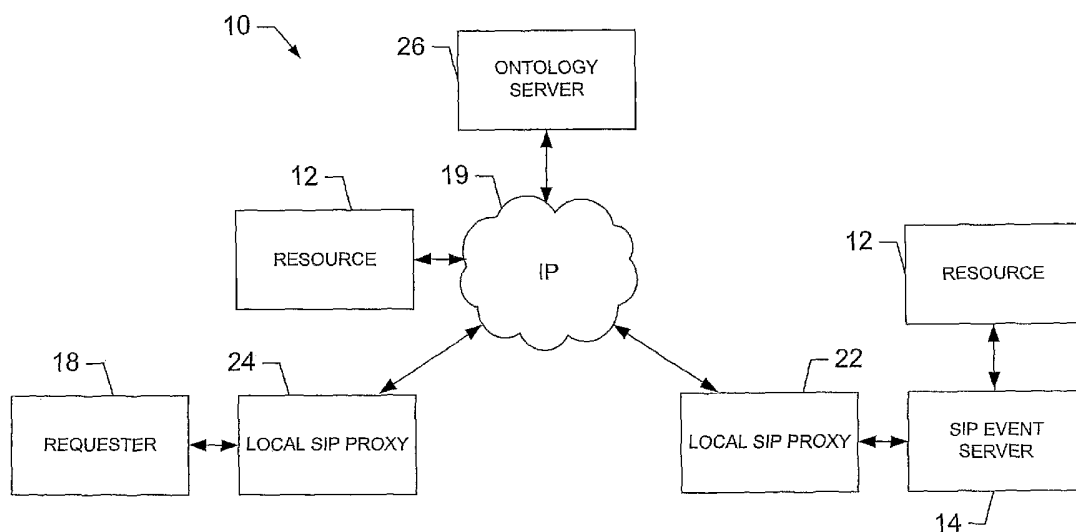 10
26
ONTOLOGY
SERVER
12
19
RESOURCE
IP
12
RESOURCE
18
24
22
REQUESTER
LOCAL SIP PROXY
LOCAL SIP PROXY
SIP EVENT
SERVER
14